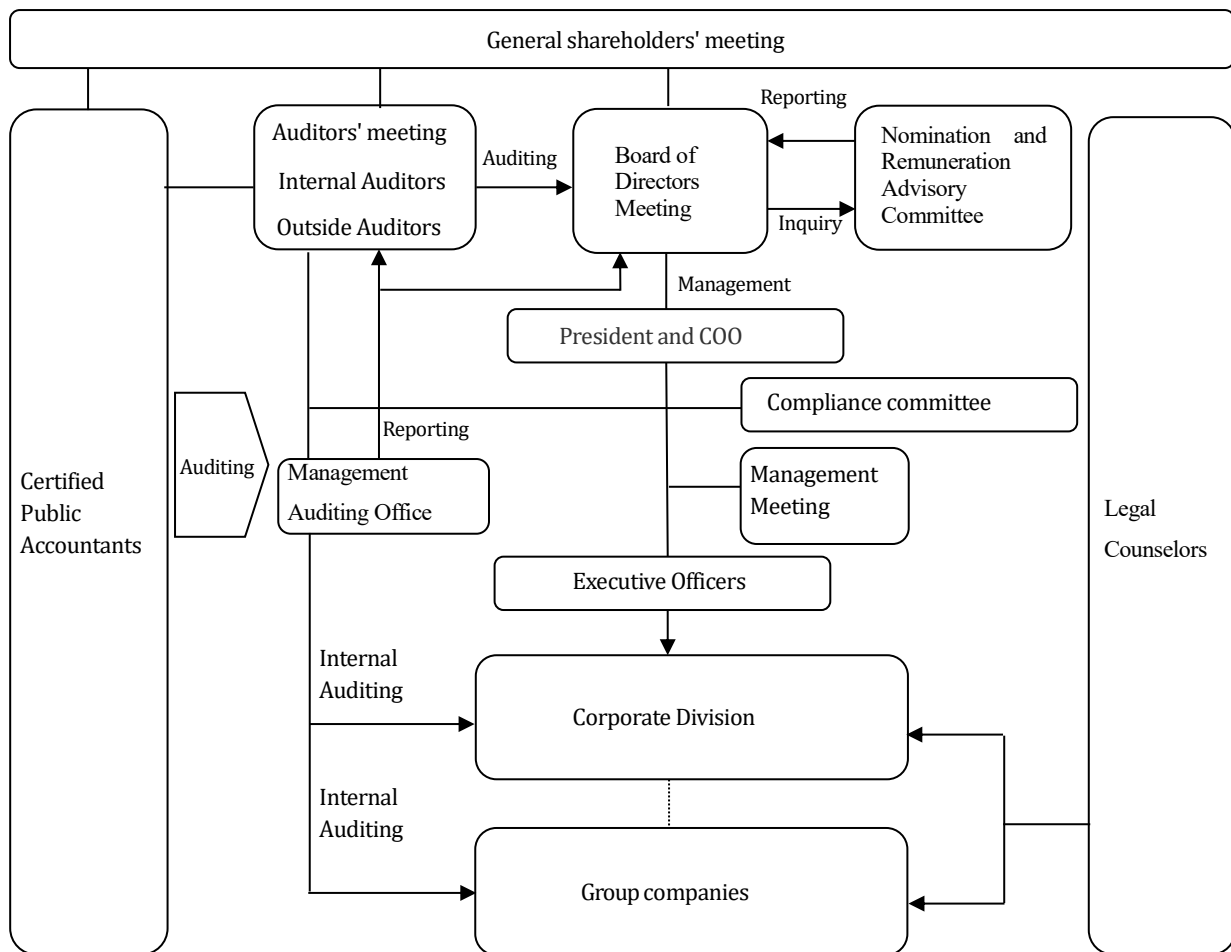 General shareholders' meeting
Reporting
Auditors' meeting
Internal Auditors
Outside Auditors
Auditing
Board of
Directors
Meeting
Nomination and
Remuneration
Advisory
Committee
Inquiry
Management
President and COO
Compliance committee
Reporting
Auditing
Management
Auditing Office
Management
Meeting
Certified
Public
Accountants
Legal
Counselors
Executive Officers
Internal
Auditing
Corporate Division
Internal
Auditing
Group companies